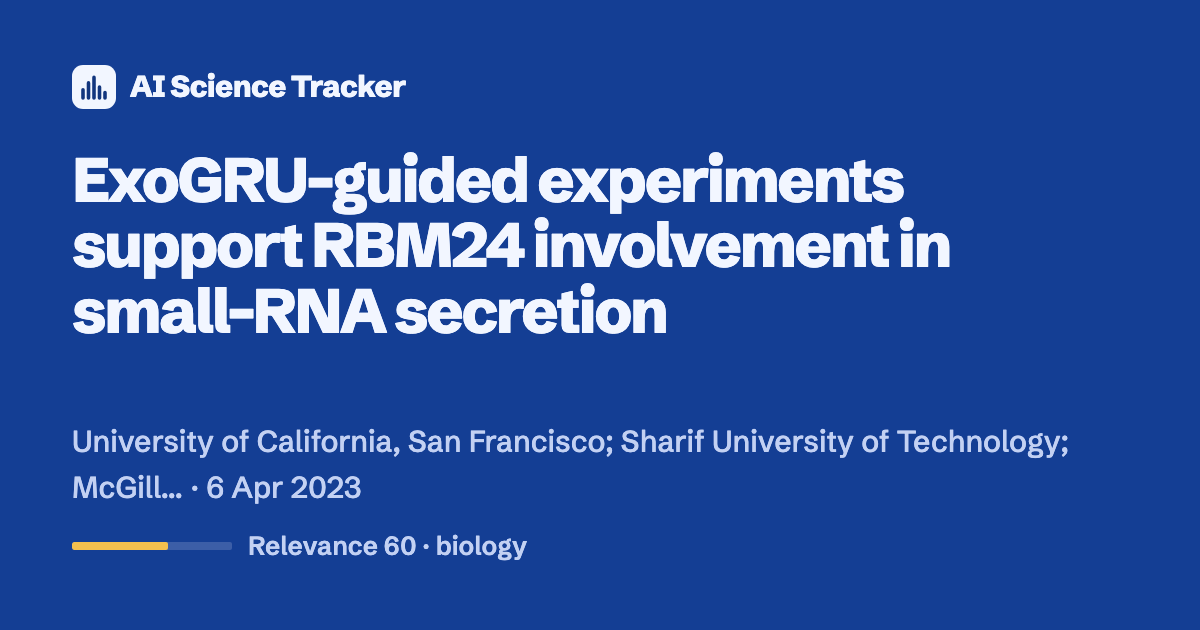 AI Science Tracker
ExoGRU-guided experiments
support RBM24 involvement in
small-RNA secretion
University of California, San Francisco; Sharif University of Technology;
McGill... · 6 Apr 2023
Relevance 60 · biology